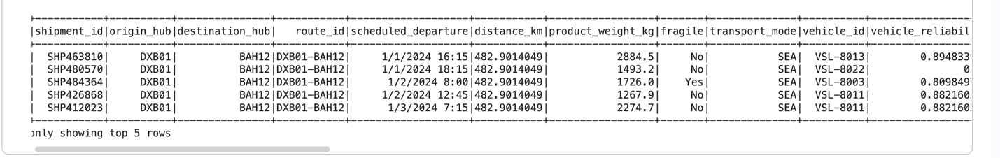 |shipment_id|origin_hub|destination_hub|   route_id|scheduled_departure|distance_km|product_weight_kg|fragile|transport_mode|vehicle_id|vehicle_reliabil
|  SHP463810|     DXB01|          BAH12|DXB01-BAH12|     1/1/2024 16:15|482.9014049|           2884.5|     No|           SEA|  VSL-8013|       0.894833
|  SHP480570|     DXB01|          BAH12|DXB01-BAH12|     1/1/2024 18:15|482.9014049|           1493.2|     No|           SEA|  VSL-8022|              0
|  SHP484364|     DXB01|          BAH12|DXB01-BAH12|      1/2/2024 8:00|482.9014049|           1726.0|    Yes|           SEA|  VSL-8003|       0.809849
|  SHP426868|     DXB01|          BAH12|DXB01-BAH12|     1/2/2024 12:45|482.9014049|           1267.9|     No|           SEA|  VSL-8011|       0.882160
|  SHP412023|     DXB01|          BAH12|DXB01-BAH12|      1/3/2024 7:15|482.9014049|           2274.7|     No|           SEA|  VSL-8011|       0.882160
only showing top 5 rows